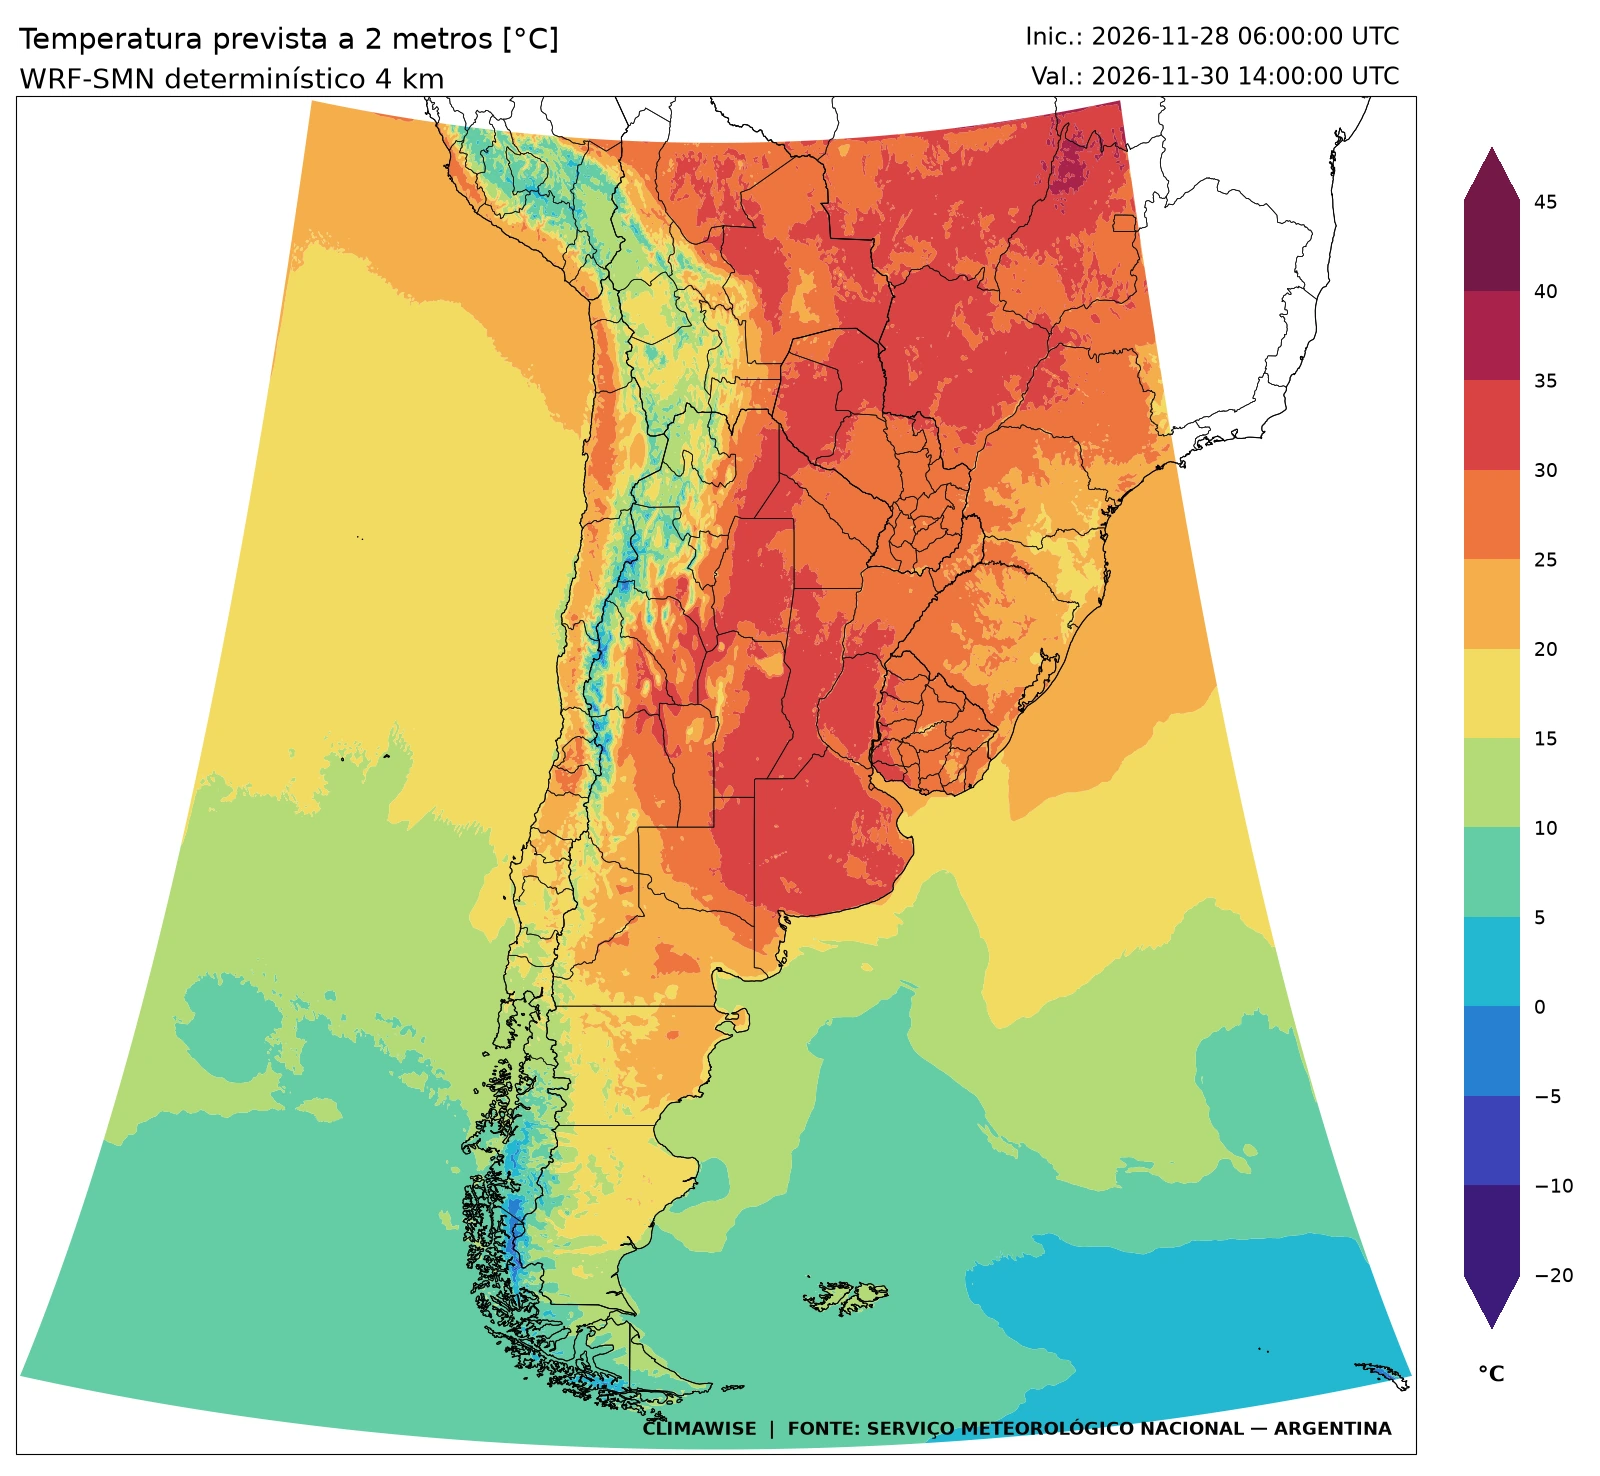 Temperatura prevista a 2 metros [°C]
WRF-SMN determinístico 4 km
Inic.: 2026-11-28 06:00:00 UTC
Val.: 2026-11-30 14:00:00 UTC
45
40
35
30
25
20
15
10
5
0
−5
−10
−20
°C
CLIMAWISE | FONTE: SERVIÇO METEOROLÓGICO NACIONAL — ARGENTINA